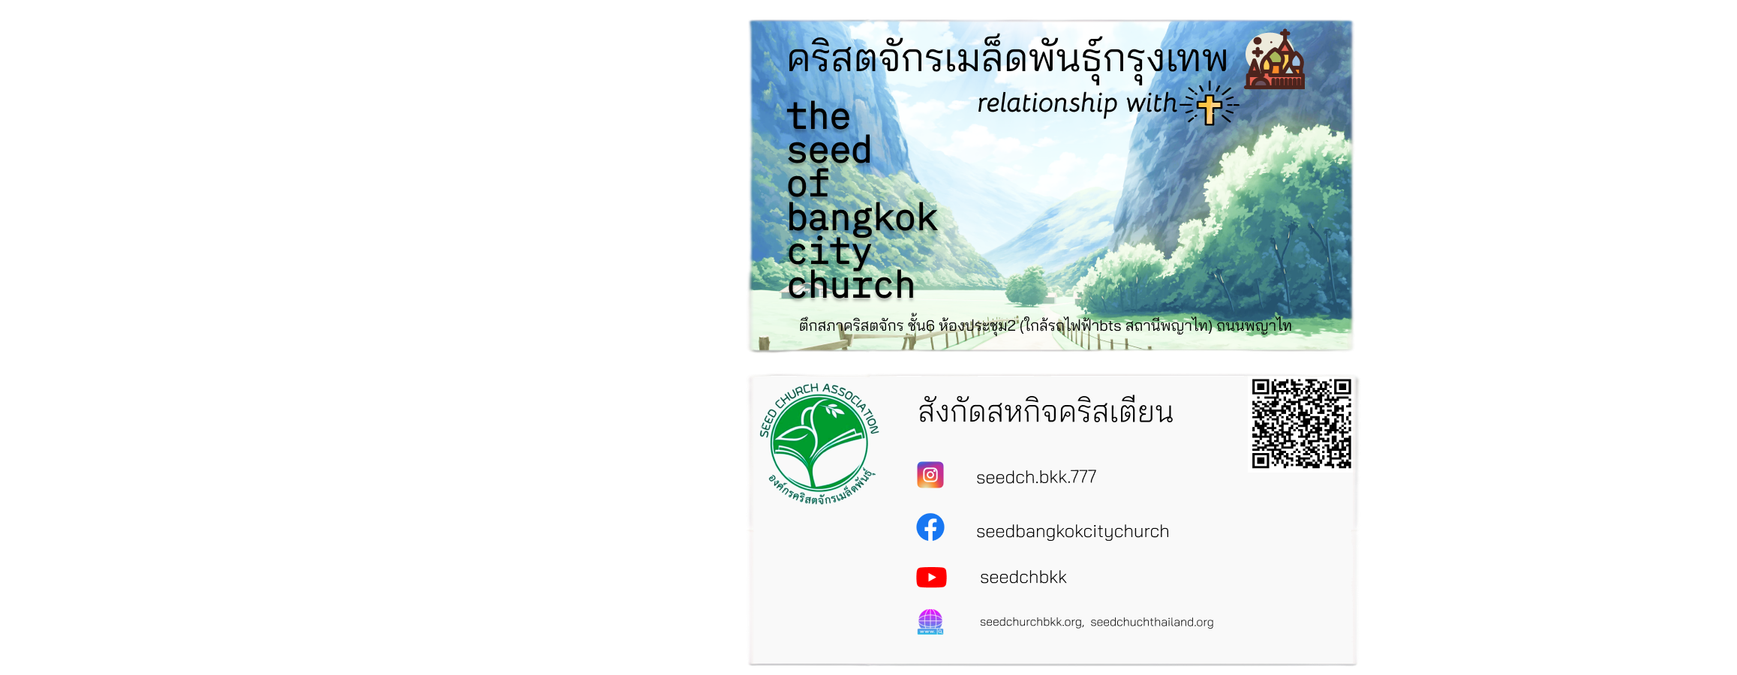 คริสตจักรเมล็ดพันธุ์กรุงเทพ
relationship with
the
seed
of
bangkok
city
church
ตึกสภาคริสตจักร ชั้น6 ห้องประชุม2 (ใกล้รถไฟฟ้าbts สถานีพญาไท) ถนนพญาไท
SEED CHURCH ASSOCIATION
องค์กรคริสตจักรเมล็ดพันธุ์
สังกัดสหกิจคริสเตียน
seedch.bkk.777
seedbangkokcitychurch
seedchbkk
seedchurchbkk.org, seedchuchthailand.org